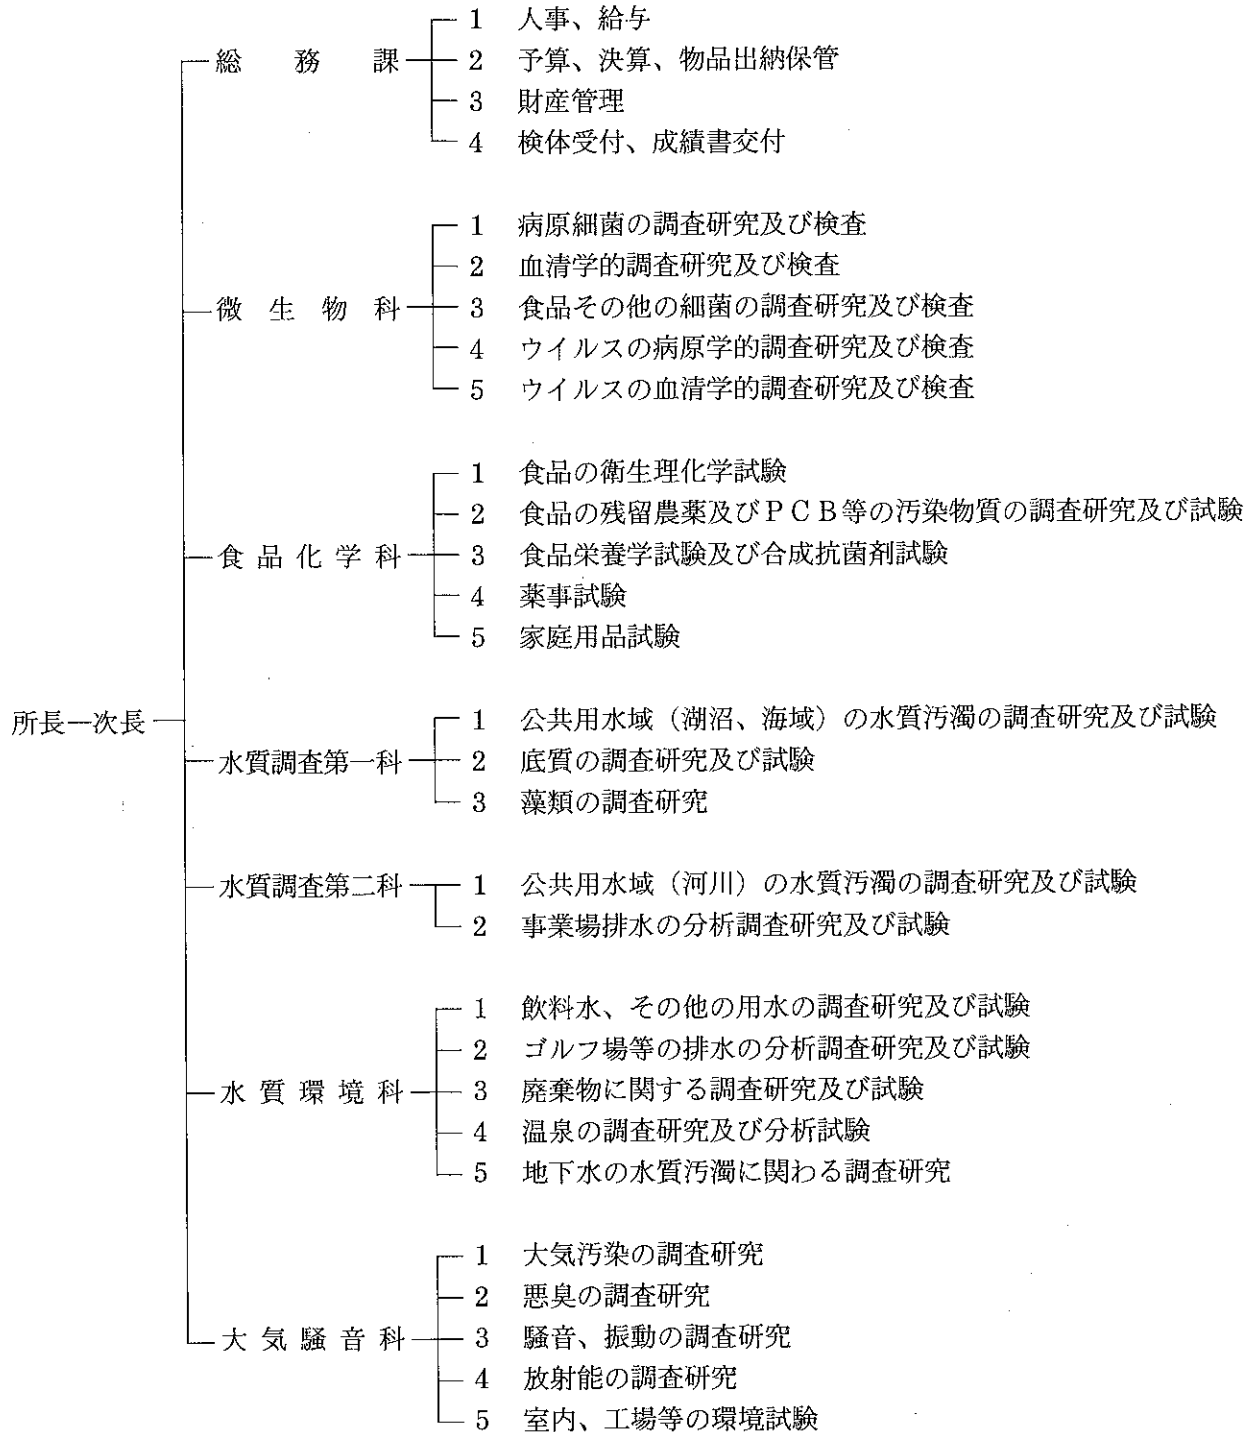 所長―次長
総務課
1 人事、給与
2 予算、決算、物品出納保管
3 財産管理
4 検体受付、成績書交付
微生物科
1 病原細菌の調査研究及び検査
2 血清学的調査研究及び検査
3 食品その他の細菌の調査研究及び検査
4 ウイルスの病原学的調査研究及び検査
5 ウイルスの血清学的調査研究及び検査
食品化学科
1 食品の衛生理化学試験
2 食品の残留農薬及びPCB等の汚染物質の調査研究及び試験
3 食品栄養学試験及び合成抗菌剤試験
4 薬事試験
5 家庭用品試験
水質調査第一科
1 公共用水域（湖沼、海域）の水質汚濁の調査研究及び試験
2 底質の調査研究及び試験
3 藻類の調査研究
水質調査第二科
1 公共用水域（河川）の水質汚濁の調査研究及び試験
2 事業場排水の分析調査研究及び試験
水質環境科
1 飲料水、その他の用水の調査研究及び試験
2 ゴルフ場等の排水の分析調査研究及び試験
3 廃棄物に関する調査研究及び試験
4 温泉の調査研究及び分析試験
5 地下水の水質汚濁に関わる調査研究
大気騒音科
1 大気汚染の調査研究
2 悪臭の調査研究
3 騒音、振動の調査研究
4 放射能の調査研究
5 室内、工場等の環境試験